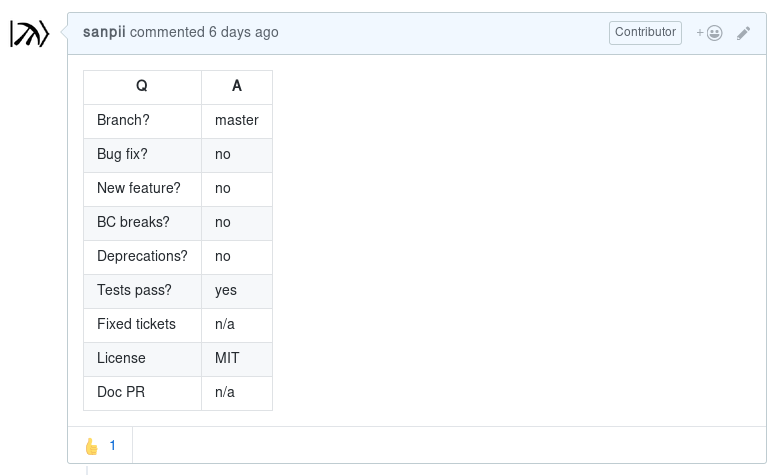 sanpii commented 6 days ago Contributor +
Q A
Branch? master
Bug fix? no
New feature? no
BC breaks? no
Deprecations? no
Tests pass? yes
Fixed tickets n/a
License MIT
Doc PR n/a
👍 1